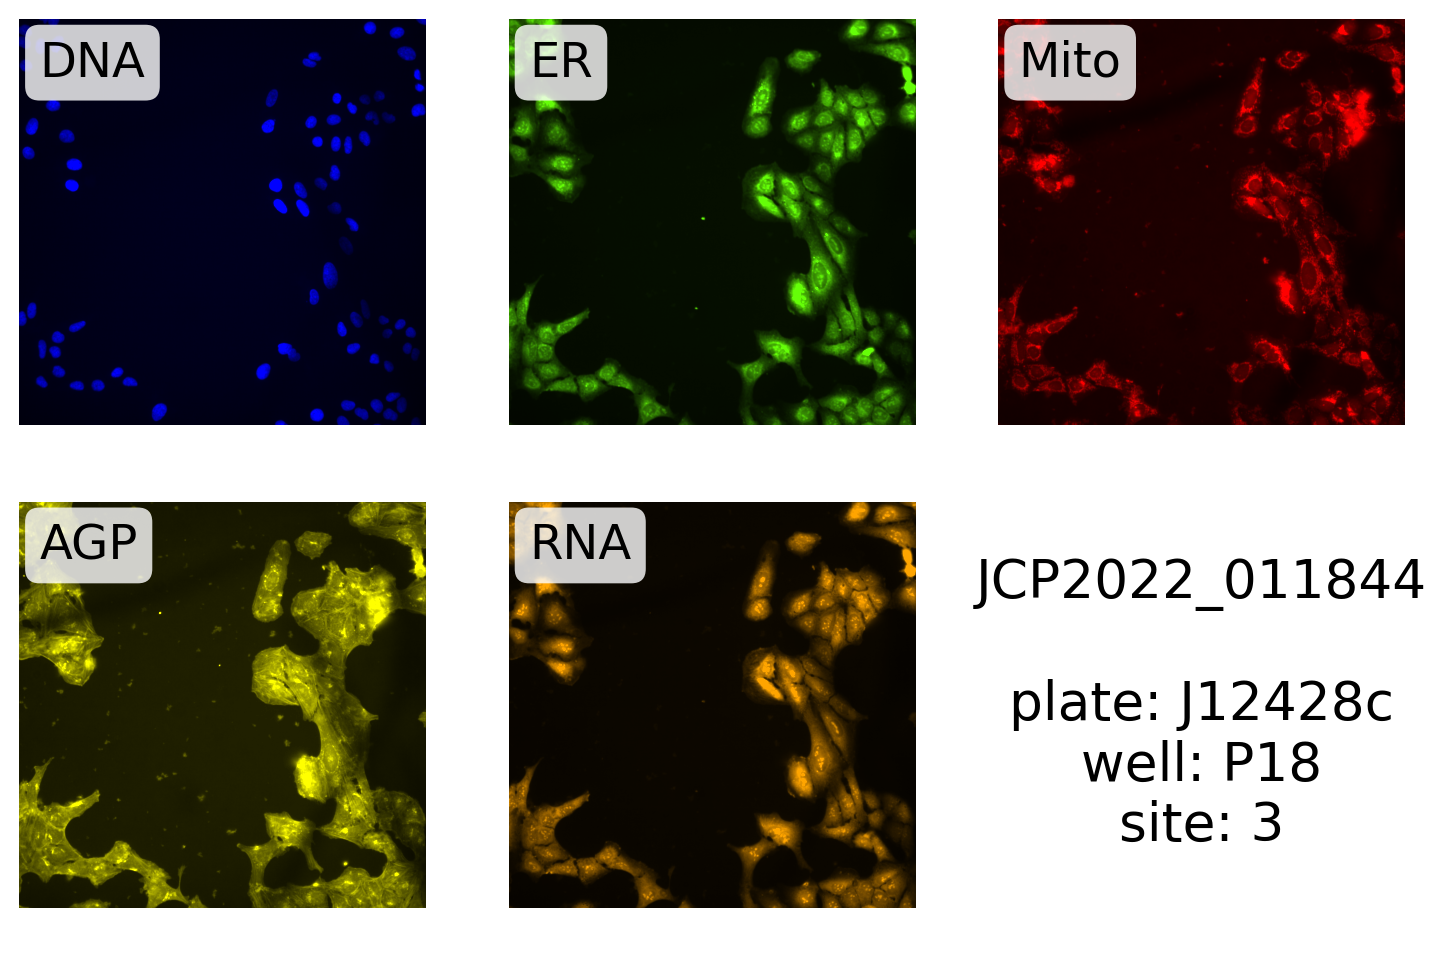 DNA
ER
Mito
AGP
RNA
JCP2022_011844
plate: J12428c
well: P18
site: 3